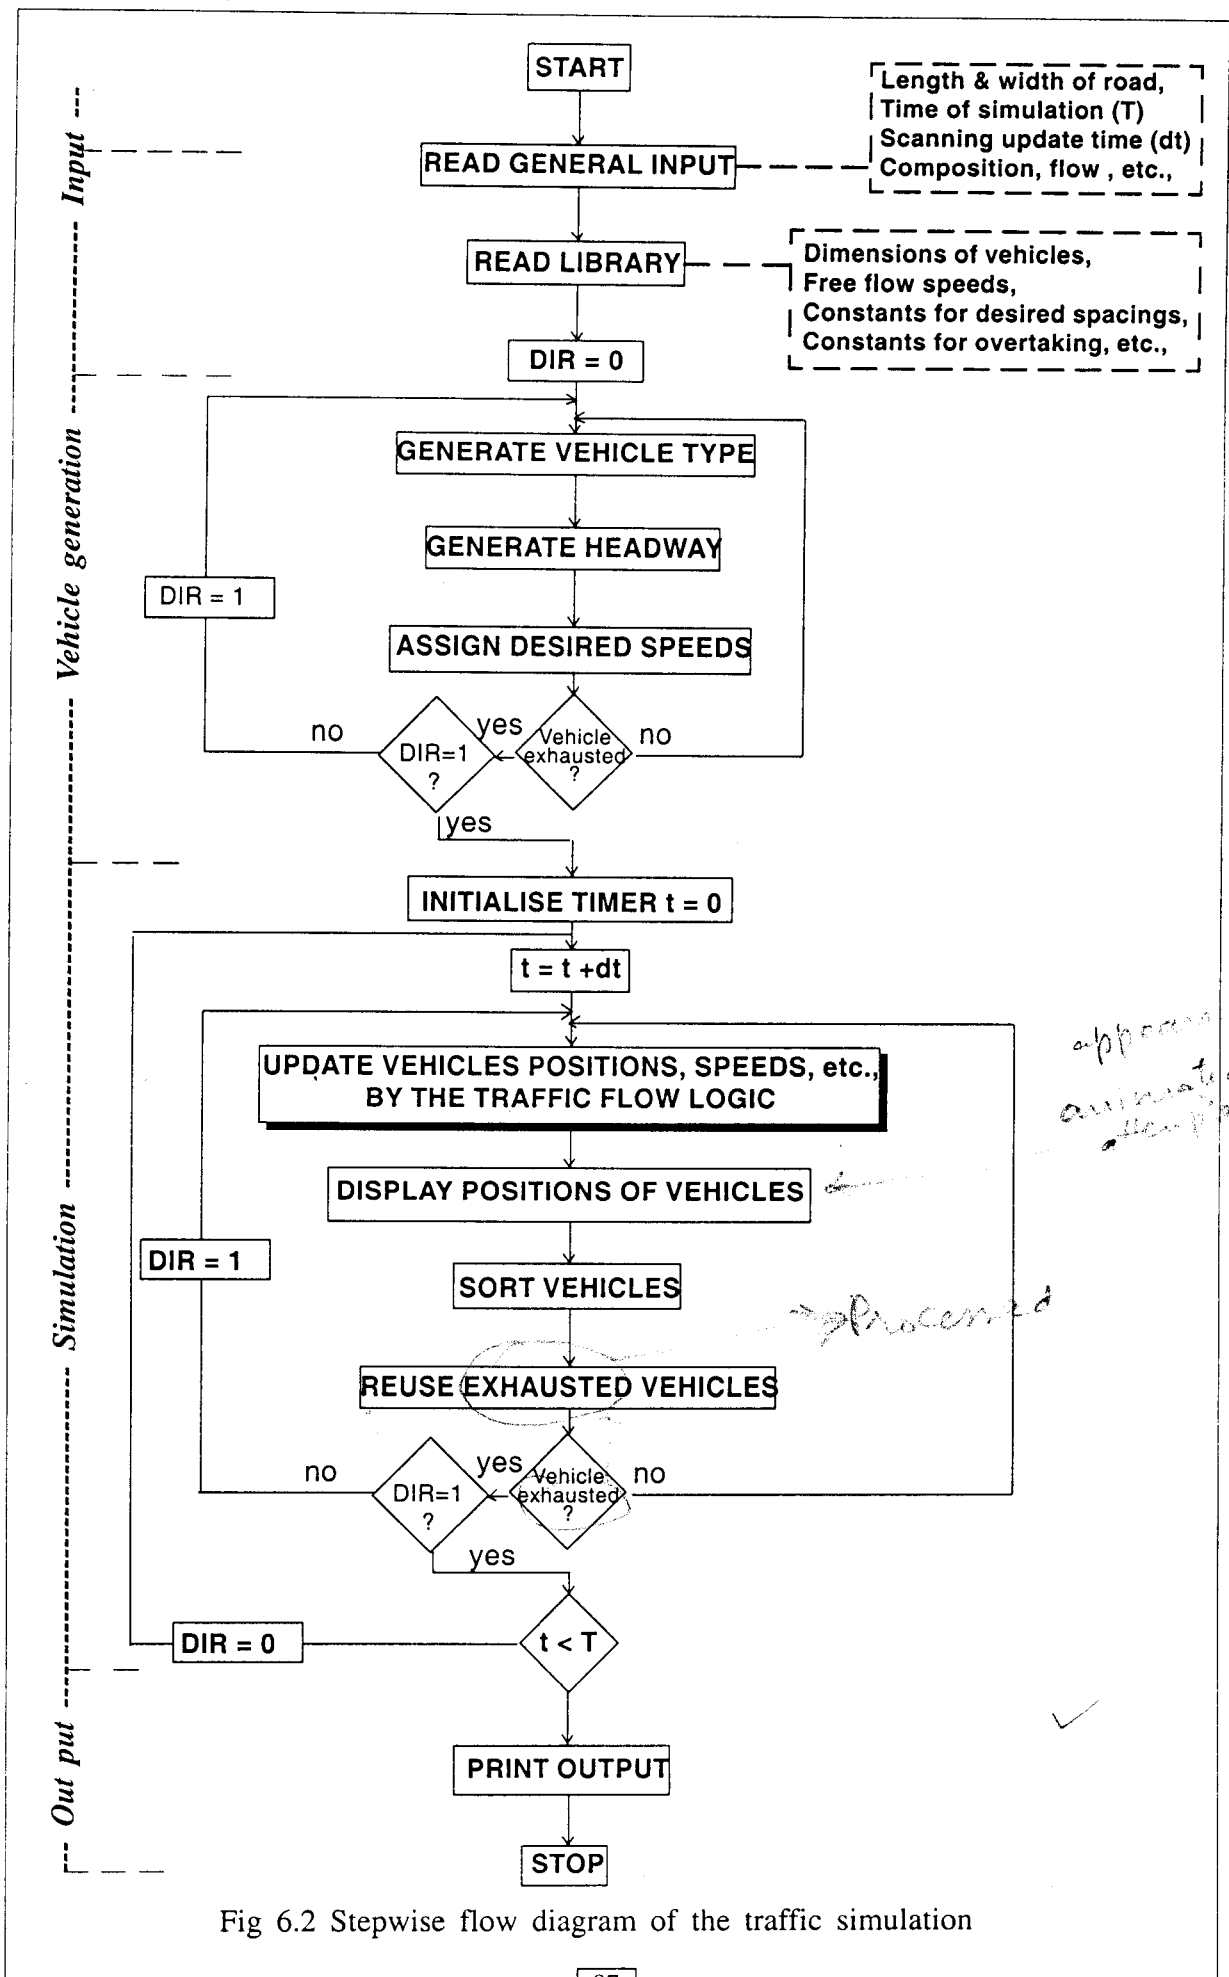 START
Length & width of road,
Time of simulation (T)
Scanning update time (dt)
Composition, flow , etc.,
READ GENERAL INPUT
Input
READ LIBRARY
Dimensions of vehicles,
Free flow speeds,
Constants for desired spacings,
Constants for overtaking, etc.,
DIR = 0
Vehicle generation
GENERATE VEHICLE TYPE
GENERATE HEADWAY
DIR = 1
ASSIGN DESIRED SPEEDS
no
DIR=1
?
yes
Vehicle
exhausted
?
no
yes
INITIALISE TIMER t = 0
t = t +dt
Simulation
UPDATE VEHICLES POSITIONS, SPEEDS, etc.,
BY THE TRAFFIC FLOW LOGIC
DISPLAY POSITIONS OF VEHICLES
DIR = 1
SORT VEHICLES
Processed
REUSE EXHAUSTED VEHICLES
no
DIR=1
?
yes
Vehicle
exhausted
?
no
yes
DIR = 0
t < T
Out put
PRINT OUTPUT
STOP
Fig 6.2 Stepwise flow diagram of the traffic simulation